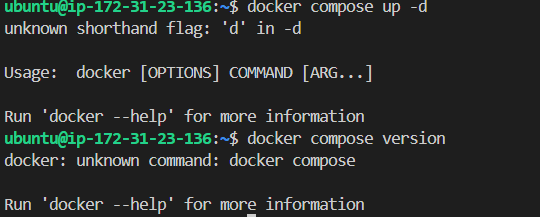 ubuntu@ip-172-31-23-136:~$ docker compose up -d
unknown shorthand flag: 'd' in -d
Usage:  docker [OPTIONS] COMMAND [ARG...]
Run 'docker --help' for more information
ubuntu@ip-172-31-23-136:~$ docker compose version
docker: unknown command: docker compose
Run 'docker --help' for more information